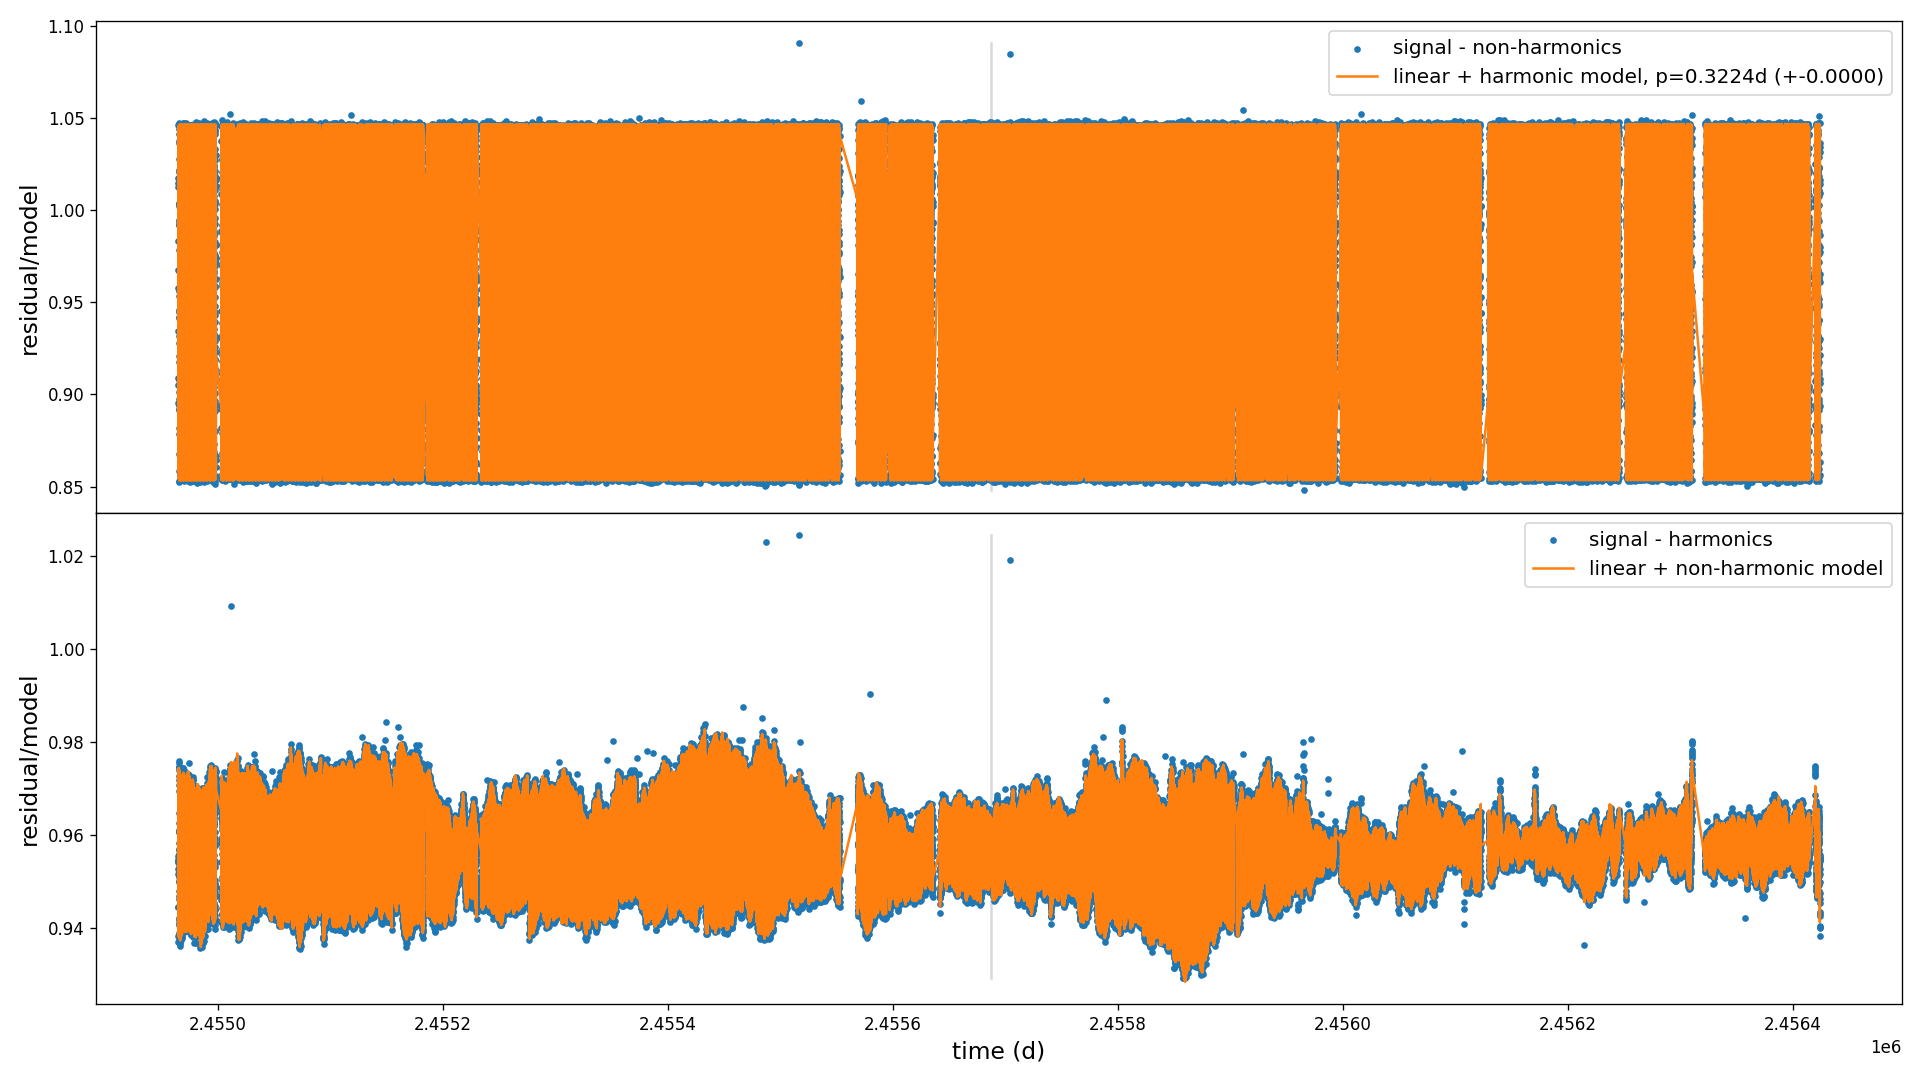 1.10
1.05
1.00
0.95
0.90
0.85
residual/model
signal - non-harmonics
linear + harmonic model, p=0.3224d (+-0.0000)
1.02
1.00
0.98
0.96
0.94
residual/model
signal - harmonics
linear + non-harmonic model
2.4550
2.4552
2.4554
2.4556
2.4558
2.4560
2.4562
2.4564
1e6
time (d)